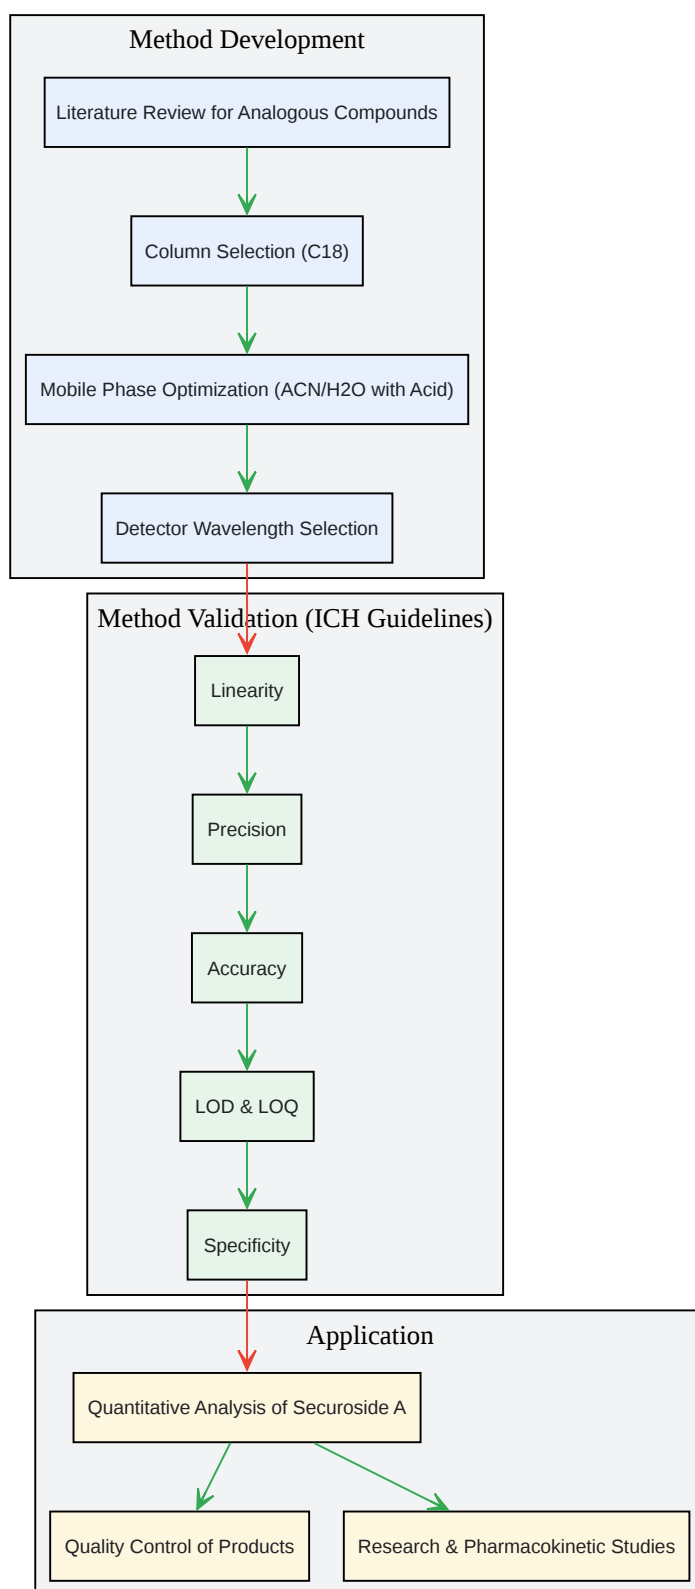 Method Development
Literature Review for Analogous Compounds
Column Selection (C18)
Mobile Phase Optimization (ACN/H2O with Acid)
Detector Wavelength Selection
Method Validation (ICH Guidelines)
Linearity
Precision
Accuracy
LOD & LOQ
Specificity
Application
Quantitative Analysis of Securoside A
Quality Control of Products
Research & Pharmacokinetic Studies